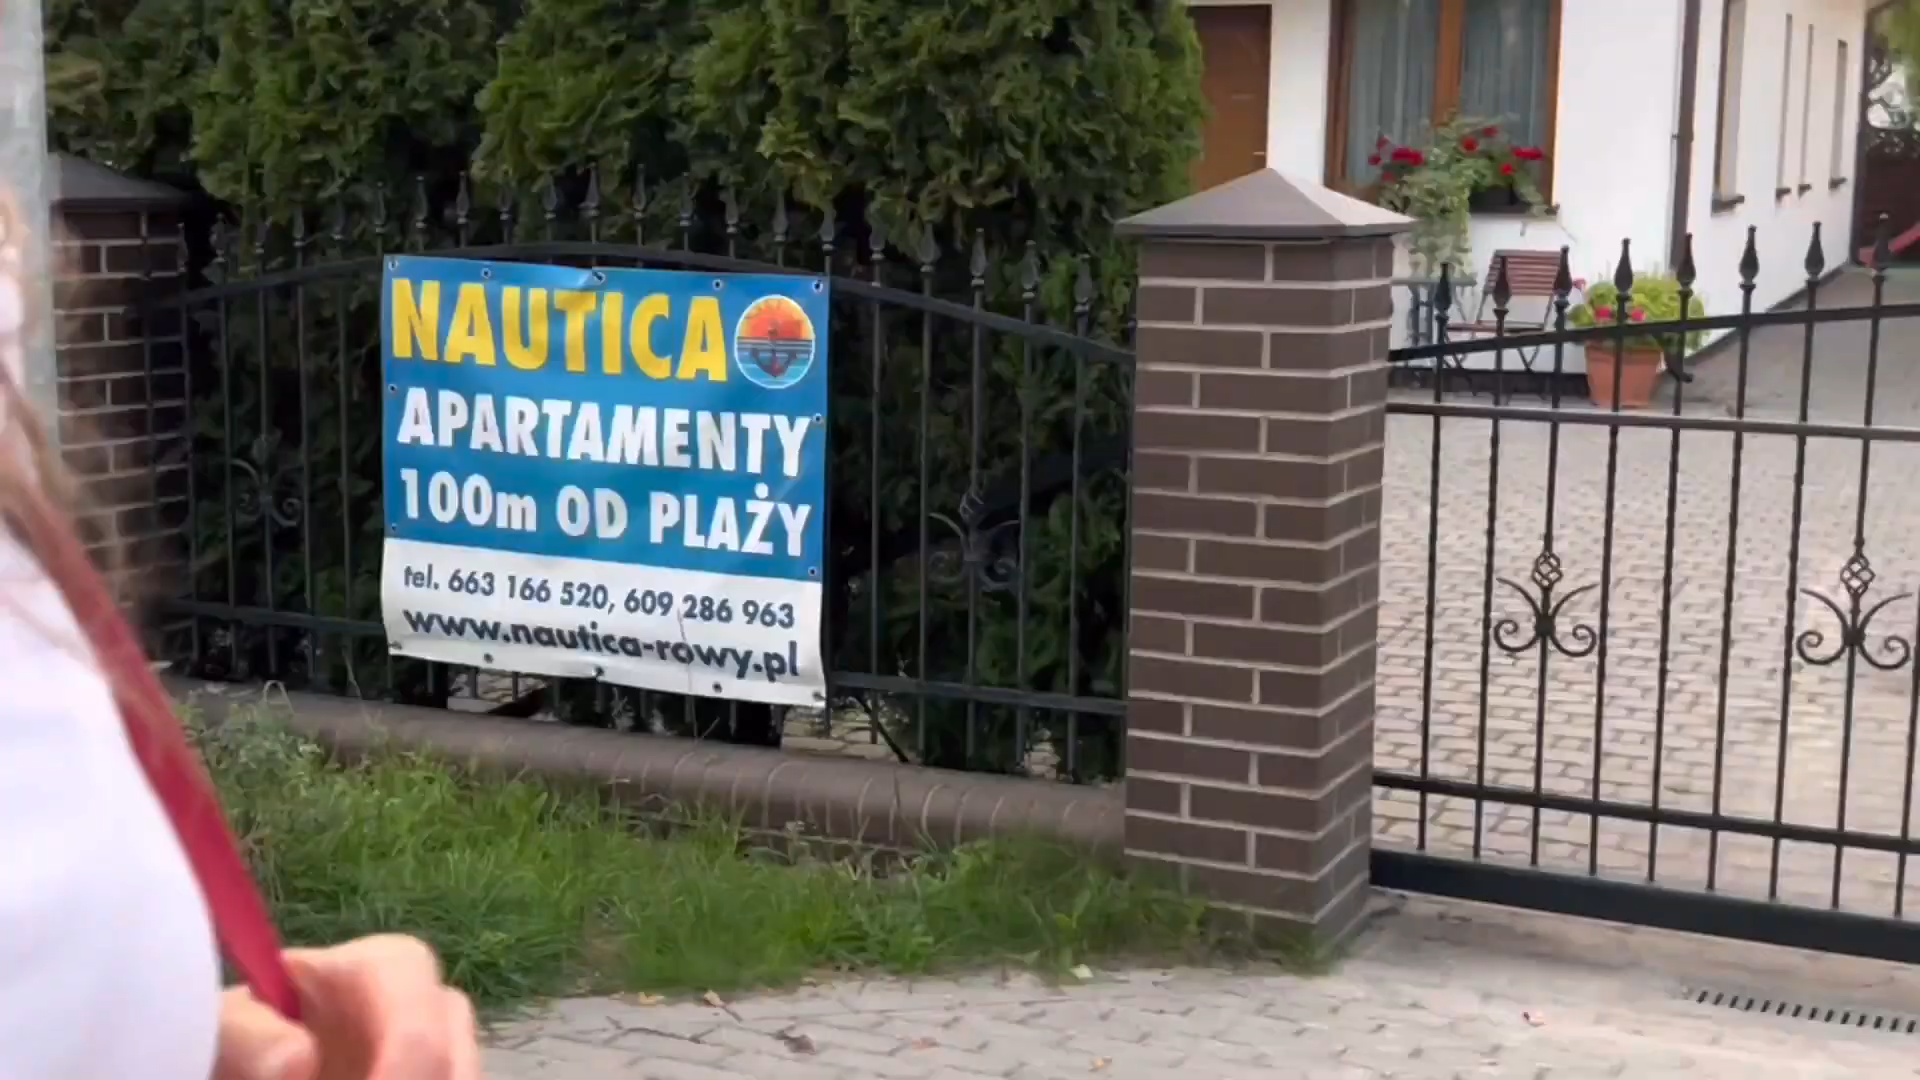 NAUTICA
APARTAMENTY
100m OD PLAŻY
tel. 663 166 520, 609 286 963
www.nautica-rowy.pl